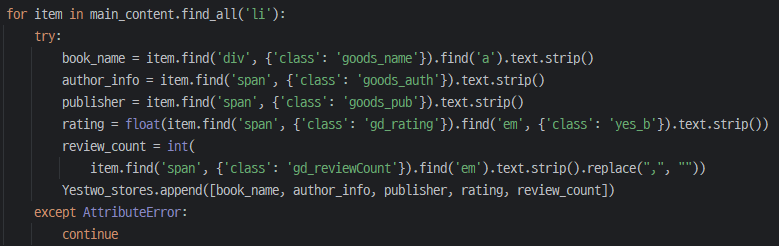 for item in main_content.find_all('li'):
    try:
        book_name = item.find('div', {'class': 'goods_name'}).find('a').text.strip()
        author_info = item.find('span', {'class': 'goods_auth'}).text.strip()
        publisher = item.find('span', {'class': 'goods_pub'}).text.strip()
        rating = float(item.find('span', {'class': 'gd_rating'}).find('em', {'class': 'yes_b'}).text.strip())
        review_count = int(
            item.find('span', {'class': 'gd_reviewCount'}).find('em').text.strip().replace(",", ""))
        Yestwo_stores.append([book_name, author_info, publisher, rating, review_count])
    except AttributeError:
        continue